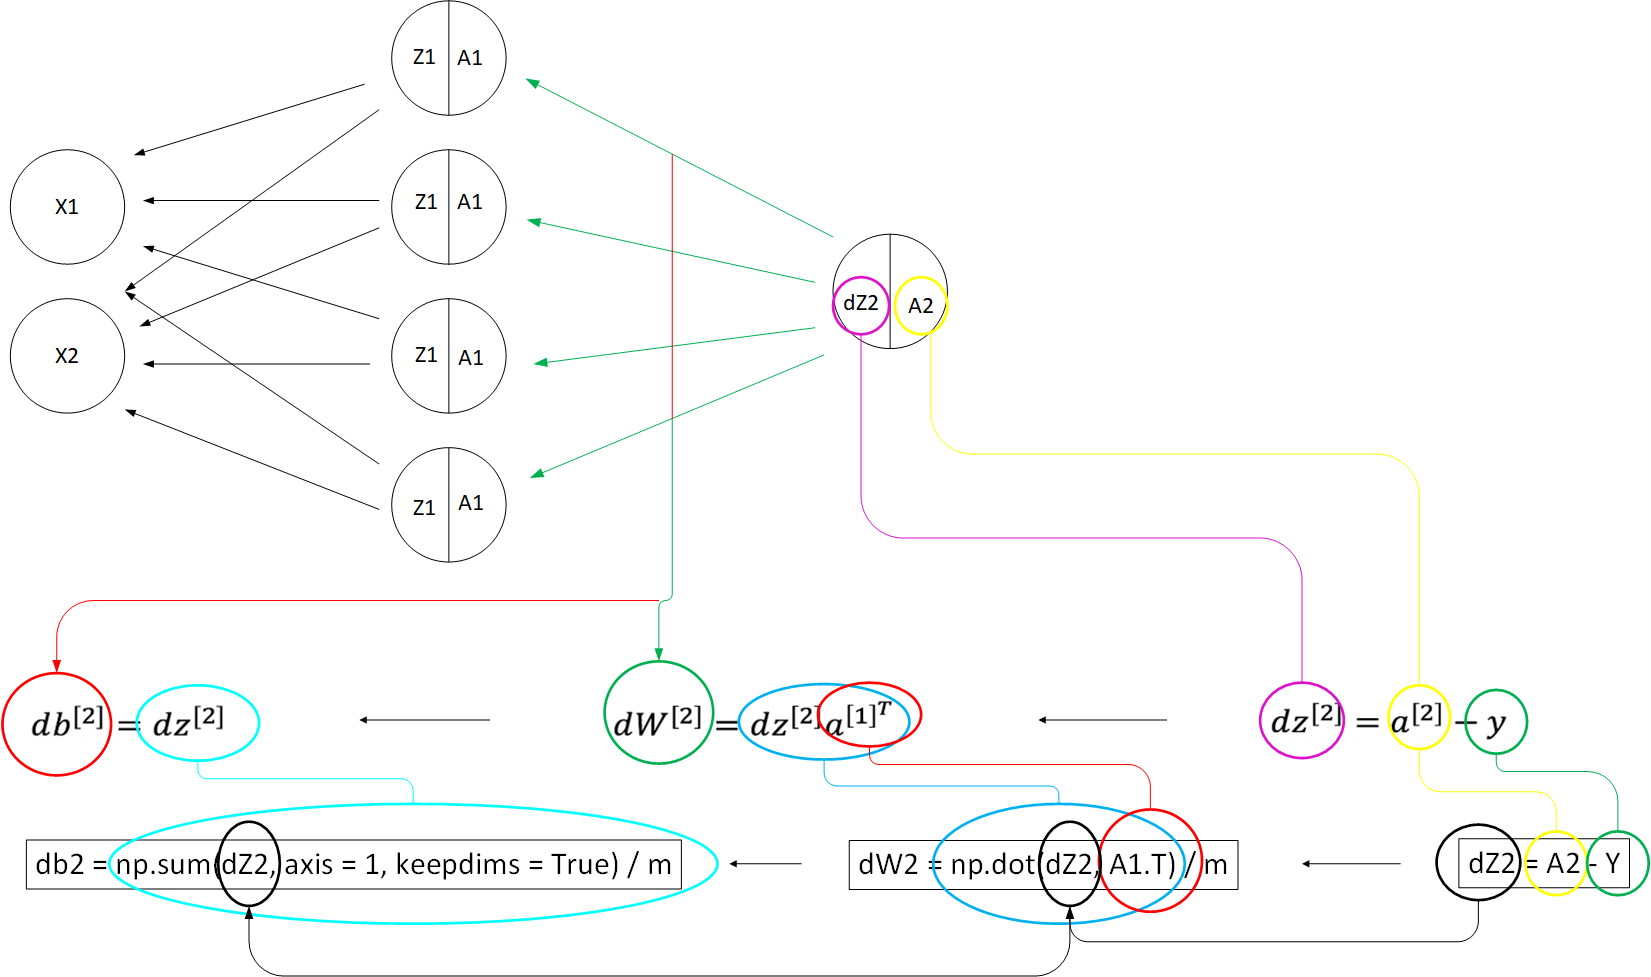 Z1 A1
X1
Z1 A1
dZ2 A2
X2
Z1 A1
Z1 A1
db^[2] = dz^[2]
dW^[2] = dz^[2] a^[1]^T
dz^[2] = a^[2] − y
db2 = np.sum(dZ2, axis = 1, keepdims = True) / m
dW2 = np.dot(dZ2, A1.T) / m
dZ2 = A2 - Y